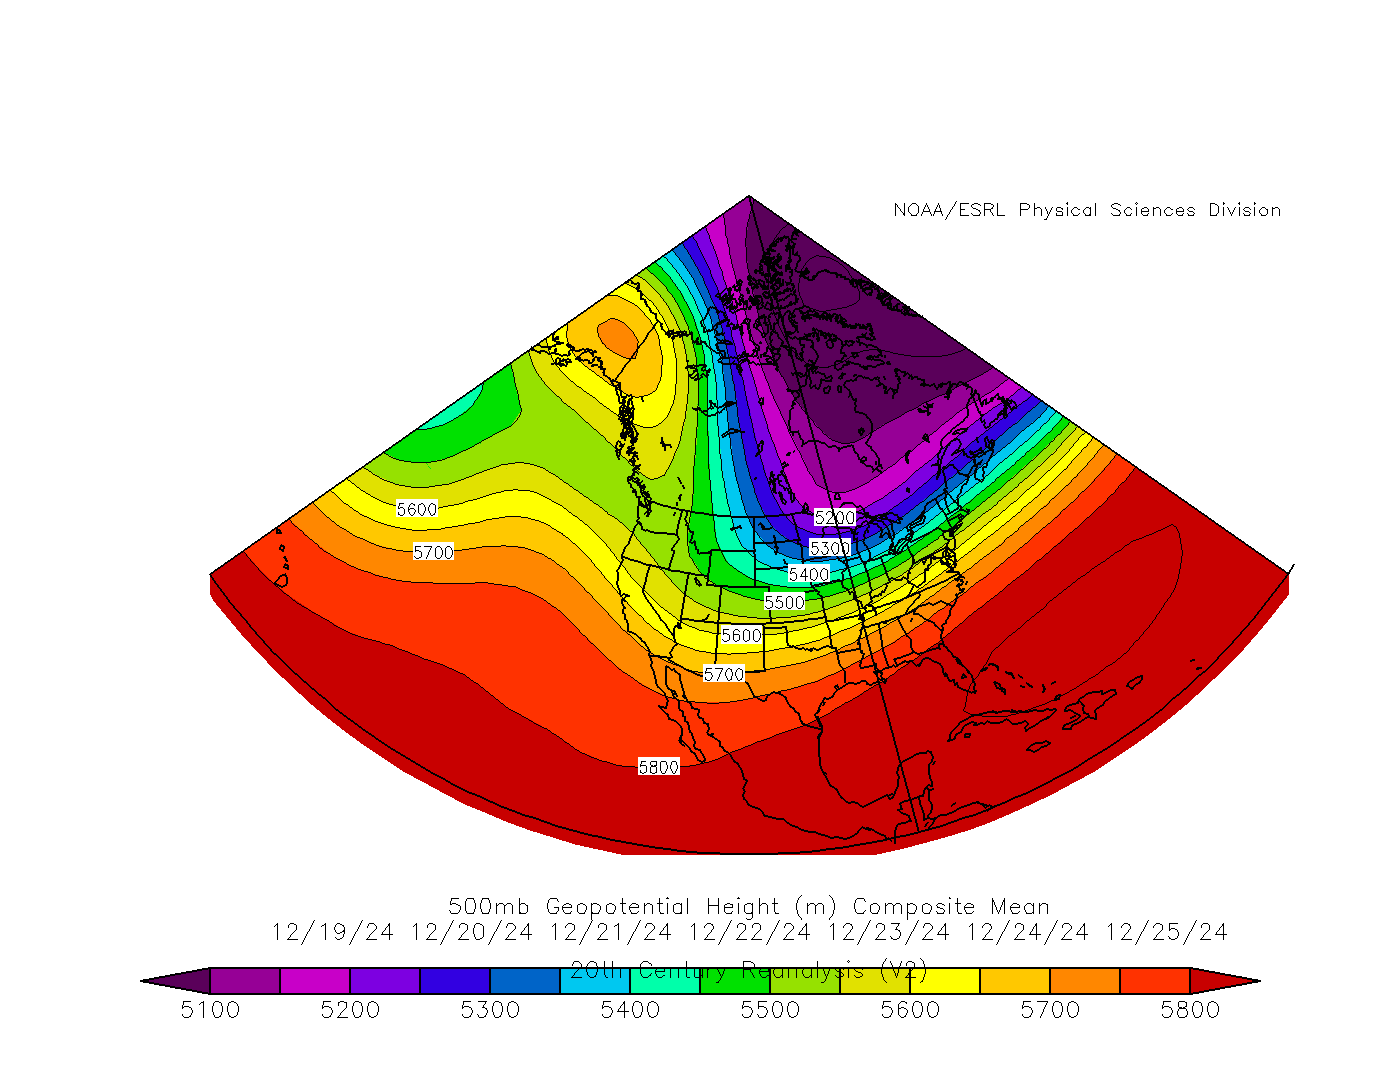 NOAA/ESRL Physical Sciences Division
5200
5300
5400
5500
5600
5700
5600
5700
5800
500mb Geopotential Height (m) Composite Mean
12/19/24 12/20/24 12/21/24 12/22/24 12/23/24 12/24/24 12/25/24
20th Century Reanalysis (V2)
5100 5200 5300 5400 5500 5600 5700 5800